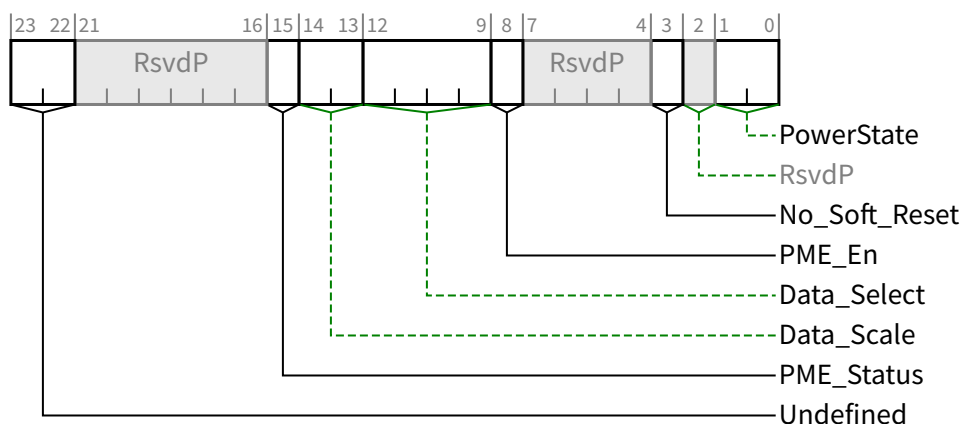 23 22 21 16 15 14 13 12 9 8 7 4 3 2 1 0
RsvdP RsvdP
PowerState
RsvdP
No_Soft_Reset
PME_En
Data_Select
Data_Scale
PME_Status
Undefined